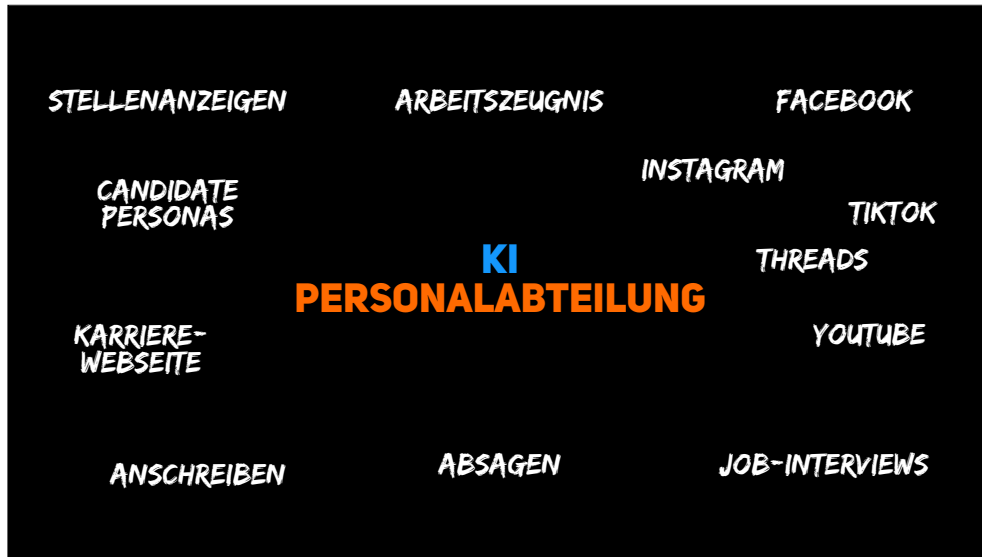 STELLENANZEIGEN
ARBEITSZEUGNIS
FACEBOOK
INSTAGRAM
CANDIDATE
PERSONAS
TIKTOK
THREADS
KI
PERSONALABTEILUNG
KARRIERE-
WEBSEITE
YOUTUBE
ANSCHREIBEN
ABSAGEN
JOB-INTERVIEWS